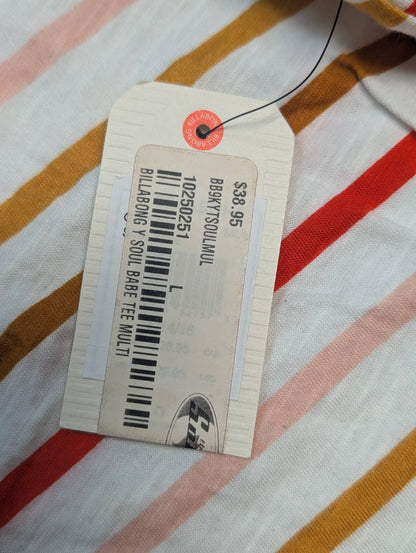 BILLABONG
$38.95
BB9KYTSOULMUL
10250251 L
BILLABONG Y SOUL BABE TEE MULTI